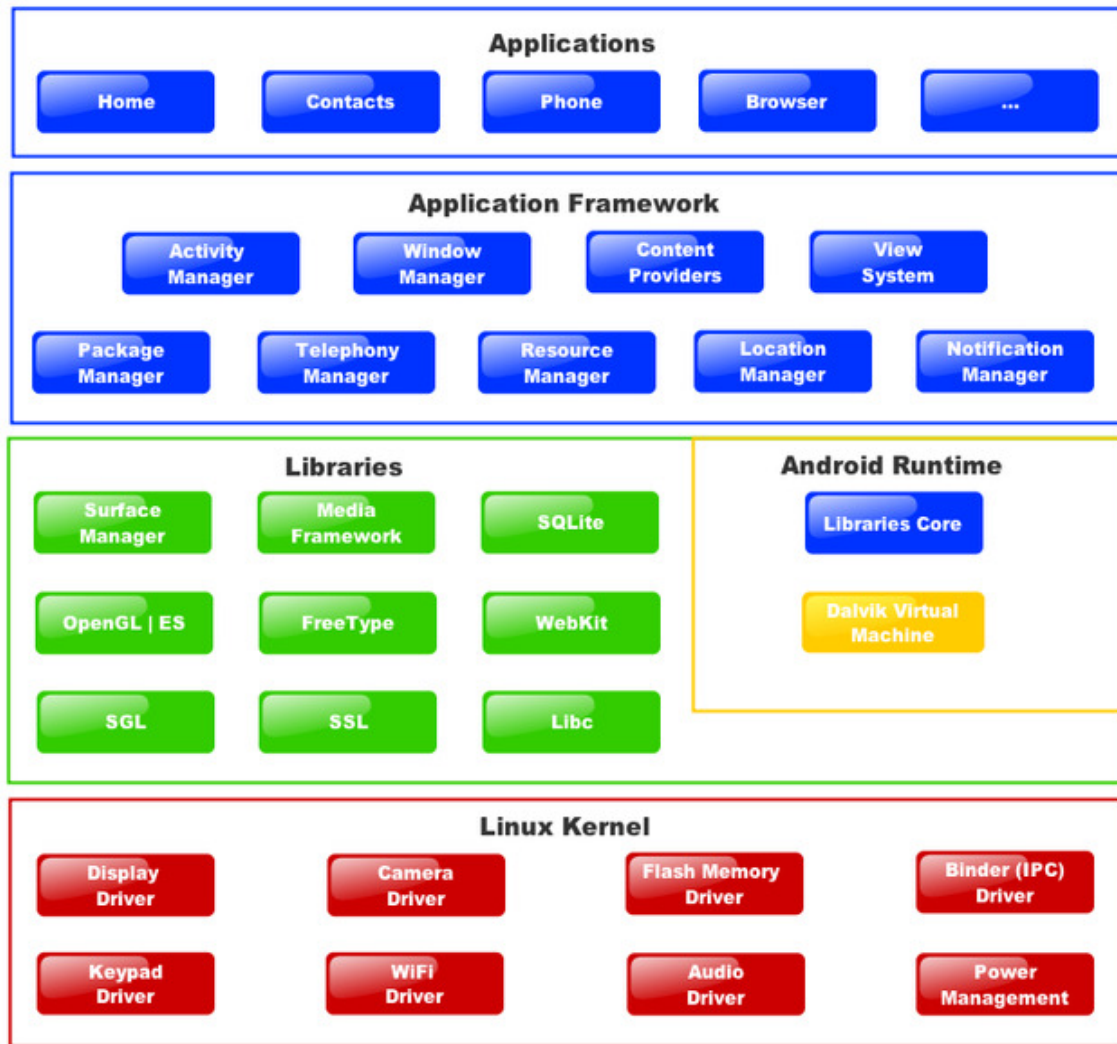 Applications
Home
Contacts
Phone
Browser
...
Application Framework
Activity
Manager
Window
Manager
Content
Providers
View
System
Package
Manager
Telephony
Manager
Resource
Manager
Location
Manager
Notification
Manager
Libraries
Surface
Manager
Media
Framework
SQLite
OpenGL | ES
FreeType
WebKit
SGL
SSL
Libc
Android Runtime
Libraries Core
Dalvik Virtual
Machine
Linux Kernel
Display
Driver
Camera
Driver
Flash Memory
Driver
Binder (IPC)
Driver
Keypad
Driver
WiFi
Driver
Audio
Driver
Power
Management